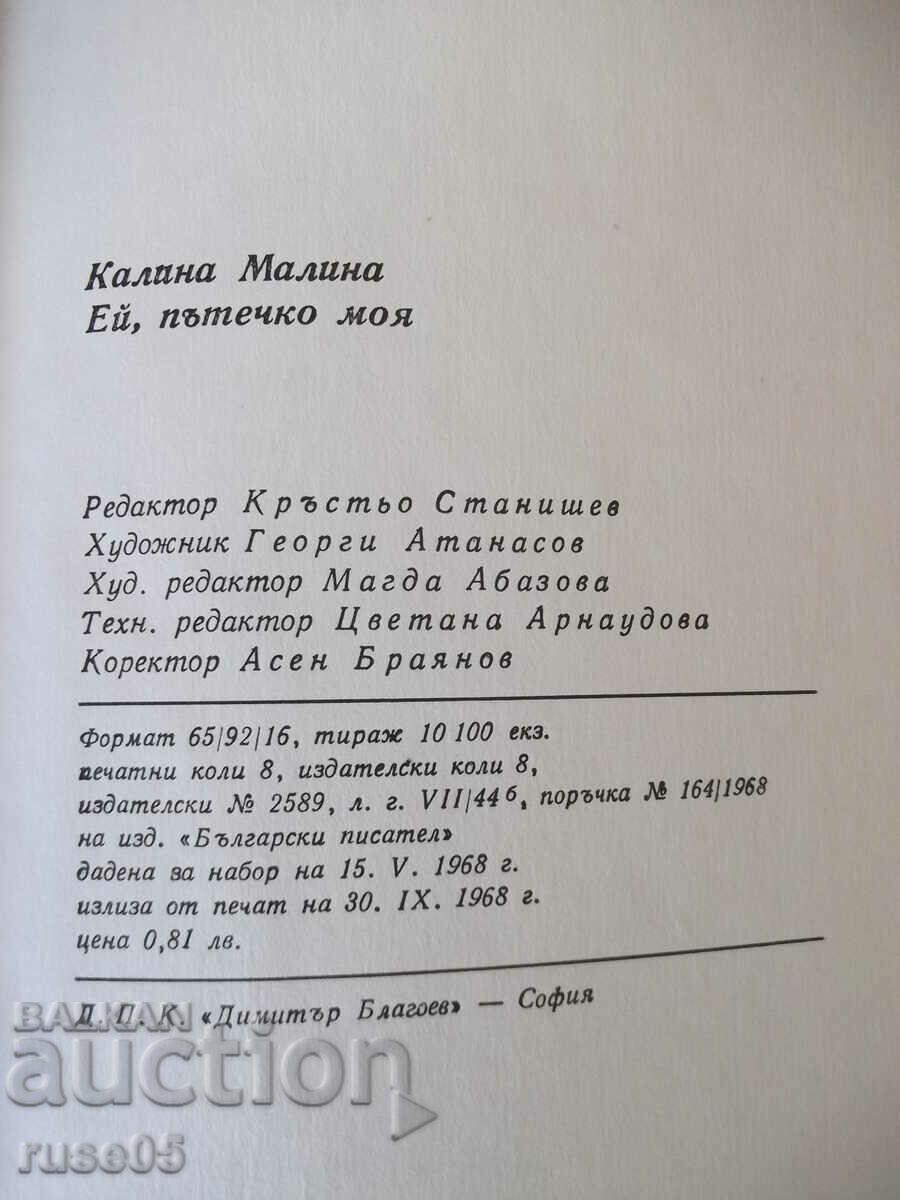 Калина Малина
Ей, пътечко моя
Редактор Кръстьо Станишев
Художник Георги Атанасов
Худ. редактор Магда Абазова
Техн. редактор Цветана Арнаудова
Коректор Асен Браянов
Формат 65/92/16, тираж 10 100 екз.
печатни коли 8, издателски коли 8,
издателски № 2589, л. г. VII/44 б, поръчка № 164/1968
на изд. «Български писател»
дадена за набор на 15. V. 1968 г.
излиза от печат на 30. IX. 1968 г.
цена 0,81 лв.
Д. П. К. «Димитър Благоев» — София
BALKAN
auction
ruse05